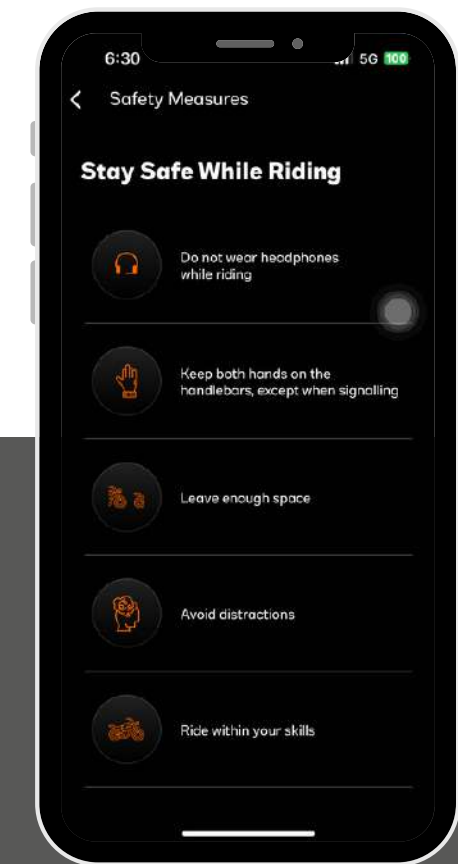 6:30
5G 100
Safety Measures
Stay Safe While Riding
Do not wear headphones
while riding
Keep both hands on the
handlebars, except when signalling
Leave enough space
Avoid distractions
Ride within your skills